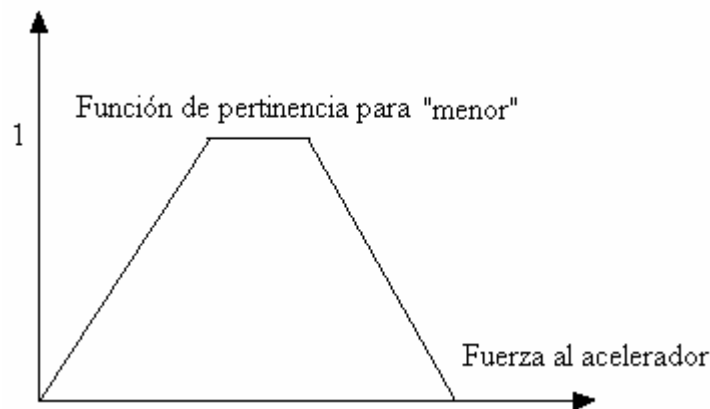 Función de pertinencia para "menor"
1
Fuerza al acelerador